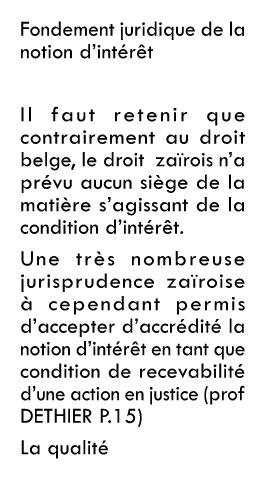 Fondement juridique de la
notion d'intérêt
Il faut retenir que
contrairement au droit
belge, le droit zaïrois n'a
prévu aucun siège de la
matière s'agissant de la
condition d'intérêt.
Une très nombreuse
jurisprudence zaïroise
à cependant permis
d'accepter d'accrédité la
notion d'intérêt en tant que
condition de recevabilité
d'une action en justice (prof
DETHIER P.15)
La qualité